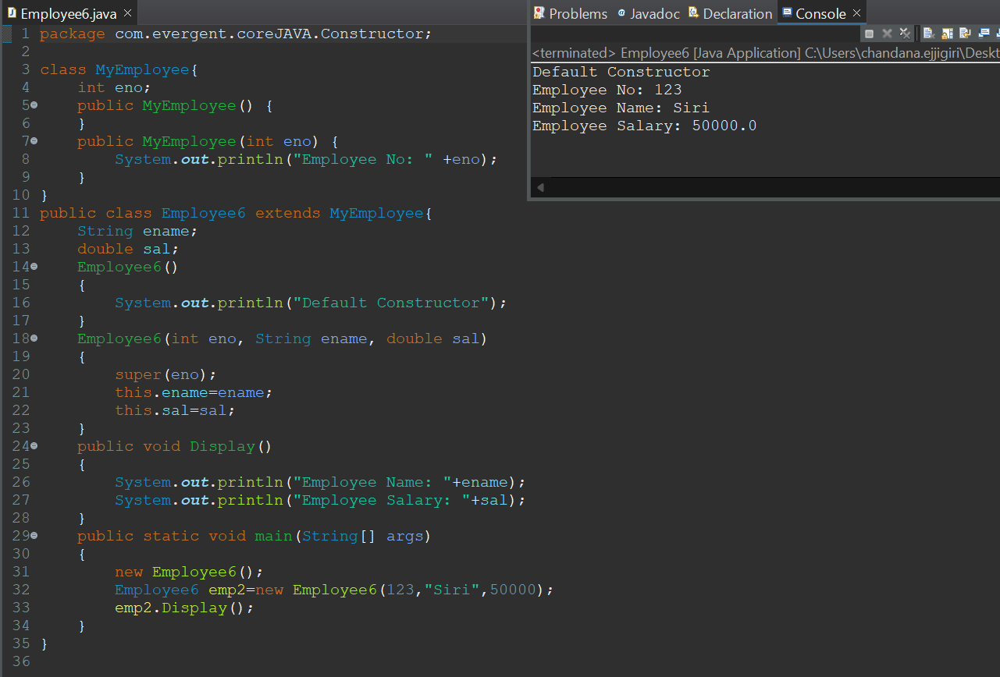 Employee6.java
1 package com.evergent.coreJAVA.Constructor;
2
3 class MyEmployee{
4     int eno;
5     public MyEmployee() {
6     }
7     public MyEmployee(int eno) {
8         System.out.println("Employee No: " +eno);
9     }
10 }
11 public class Employee6 extends MyEmployee{
12     String ename;
13     double sal;
14     Employee6()
15     {
16         System.out.println("Default Constructor");
17     }
18     Employee6(int eno, String ename, double sal)
19     {
20         super(eno);
21         this.ename=ename;
22         this.sal=sal;
23     }
24     public void Display()
25     {
26         System.out.println("Employee Name: "+ename);
27         System.out.println("Employee Salary: "+sal);
28     }
29     public static void main(String[] args)
30     {
31         new Employee6();
32         Employee6 emp2=new Employee6(123,"Siri",50000);
33         emp2.Display();
34     }
35 }
36
Problems Javadoc Declaration Console
<terminated> Employee6 [Java Application] C:\Users\chandana.ejjigiri\Deskt
Default Constructor
Employee No: 123
Employee Name: Siri
Employee Salary: 50000.0